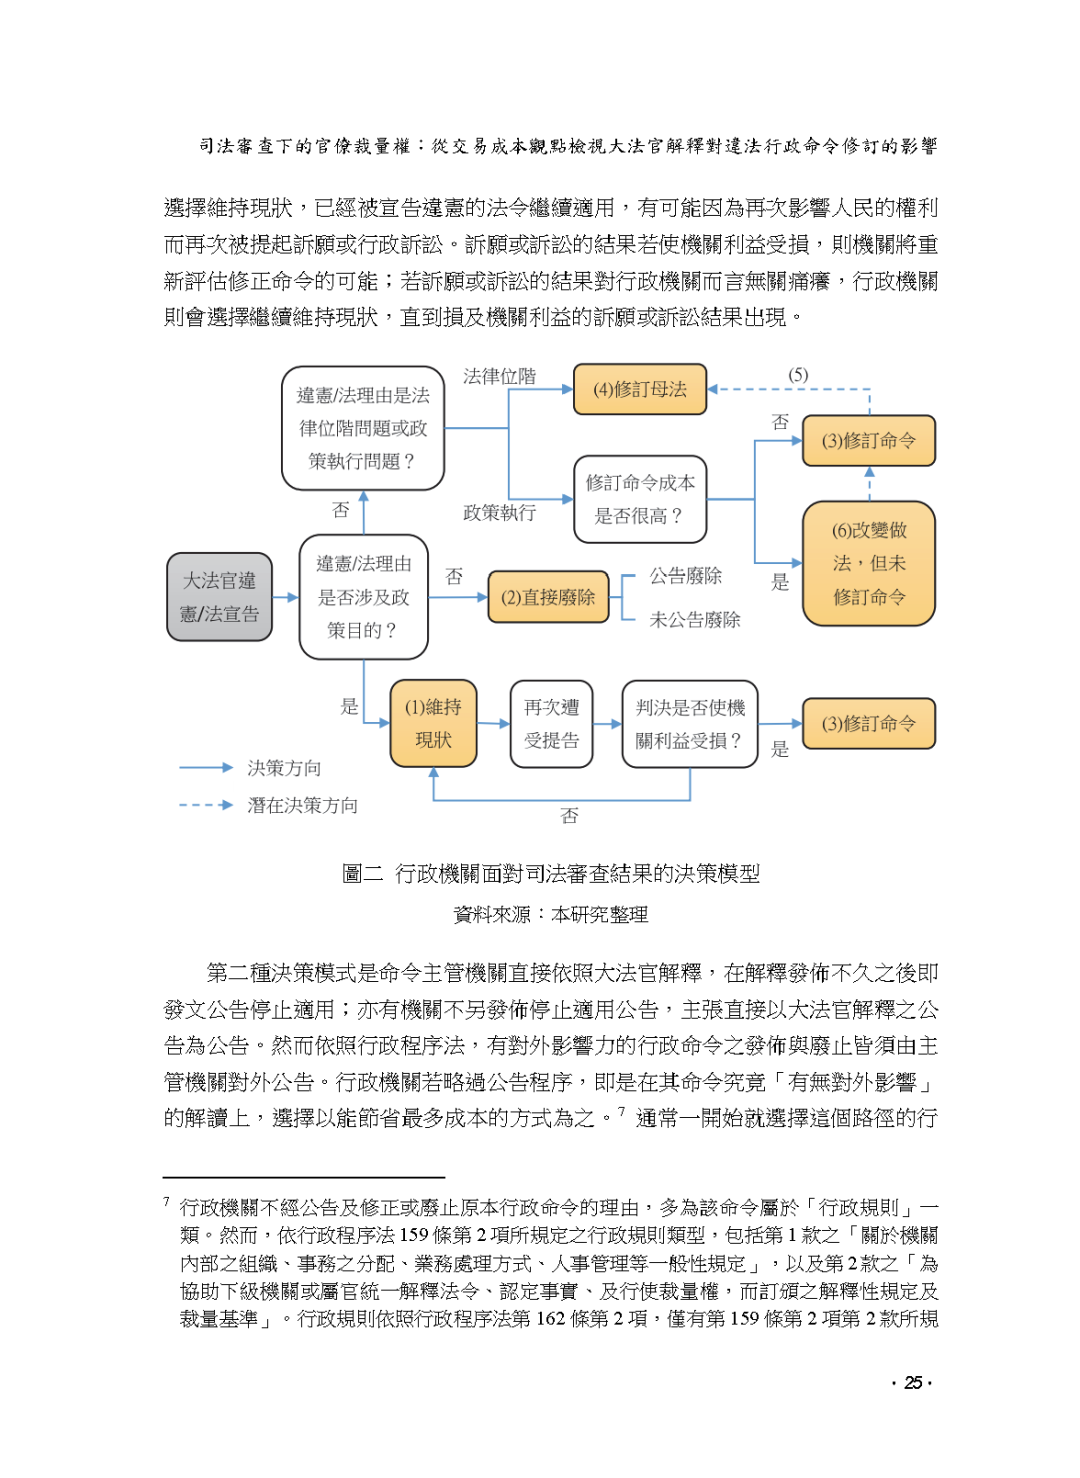 司法審查下的官僚裁量權：從交易成本觀點檢視大法官解釋對違法行政命令修訂的影響
選擇維持現狀，已經被宣告違憲的法令繼續適用，有可能因為再次影響人民的權利
而再次被提起訴願或行政訴訟。訴願或訴訟的結果若使機關利益受損，則機關將重
新評估修正命令的可能；若訴願或訴訟的結果對行政機關而言無關痛癢，行政機關
則會選擇繼續維持現狀，直到損及機關利益的訴願或訴訟結果出現。
違憲/法理由是法
律位階問題或政
策執行問題？
法律位階
(4)修訂母法
(5)
否
(3)修訂命令
修訂命令成本
是否很高？
政策執行
否
(6)改變做
法，但未
修訂命令
是
大法官違
憲/法宣告
違憲/法理由
是否涉及政
策目的？
否
(2)直接廢除
公告廢除
未公告廢除
是
(1)維持
現狀
再次遭
受提告
判決是否使機
關利益受損？
是
(3)修訂命令
否
決策方向
潛在決策方向
圖二 行政機關面對司法審查結果的決策模型
資料來源：本研究整理
第二種決策模式是命令主管機關直接依照大法官解釋，在解釋發佈不久之後即
發文公告停止適用；亦有機關不另發佈停止適用公告，主張直接以大法官解釋之公
告為公告。然而依照行政程序法，有對外影響力的行政命令之發佈與廢止皆須由主
管機關對外公告。行政機關若略過公告程序，即是在其命令究竟「有無對外影響」
的解讀上，選擇以能節省最多成本的方式為之。7 通常一開始就選擇這個路徑的行
7 行政機關不經公告及修正或廢止原本行政命令的理由，多為該命令屬於「行政規則」一
類。然而，依行政程序法 159 條第 2 項所規定之行政規則類型，包括第 1 款之「關於機關
內部之組織、事務之分配、業務處理方式、人事管理等一般性規定」，以及第 2 款之「為
協助下級機關或屬官統一解釋法令、認定事實、及行使裁量權，而訂頒之解釋性規定及
裁量基準」。行政規則依照行政程序法第 162 條第 2 項，僅有第 159 條第 2 項第 2 款所規
・25・